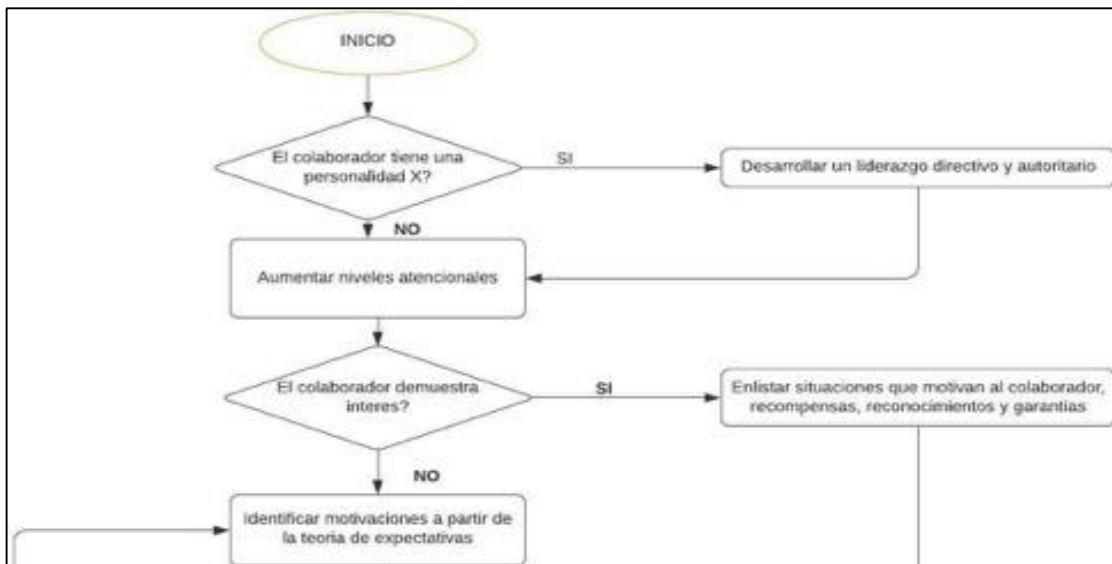 INICIO
El colaborador tiene una
personalidad X?
SI
Desarrollar un liderazgo directivo y autoritario
NO
Aumentar niveles atencionales
El colaborador demuestra
interes?
SI
Enlistar situaciones que motivan al colaborador,
recompensas, reconocimientos y garantias
NO
Identificar motivaciones a partir de
la teoria de expectativas